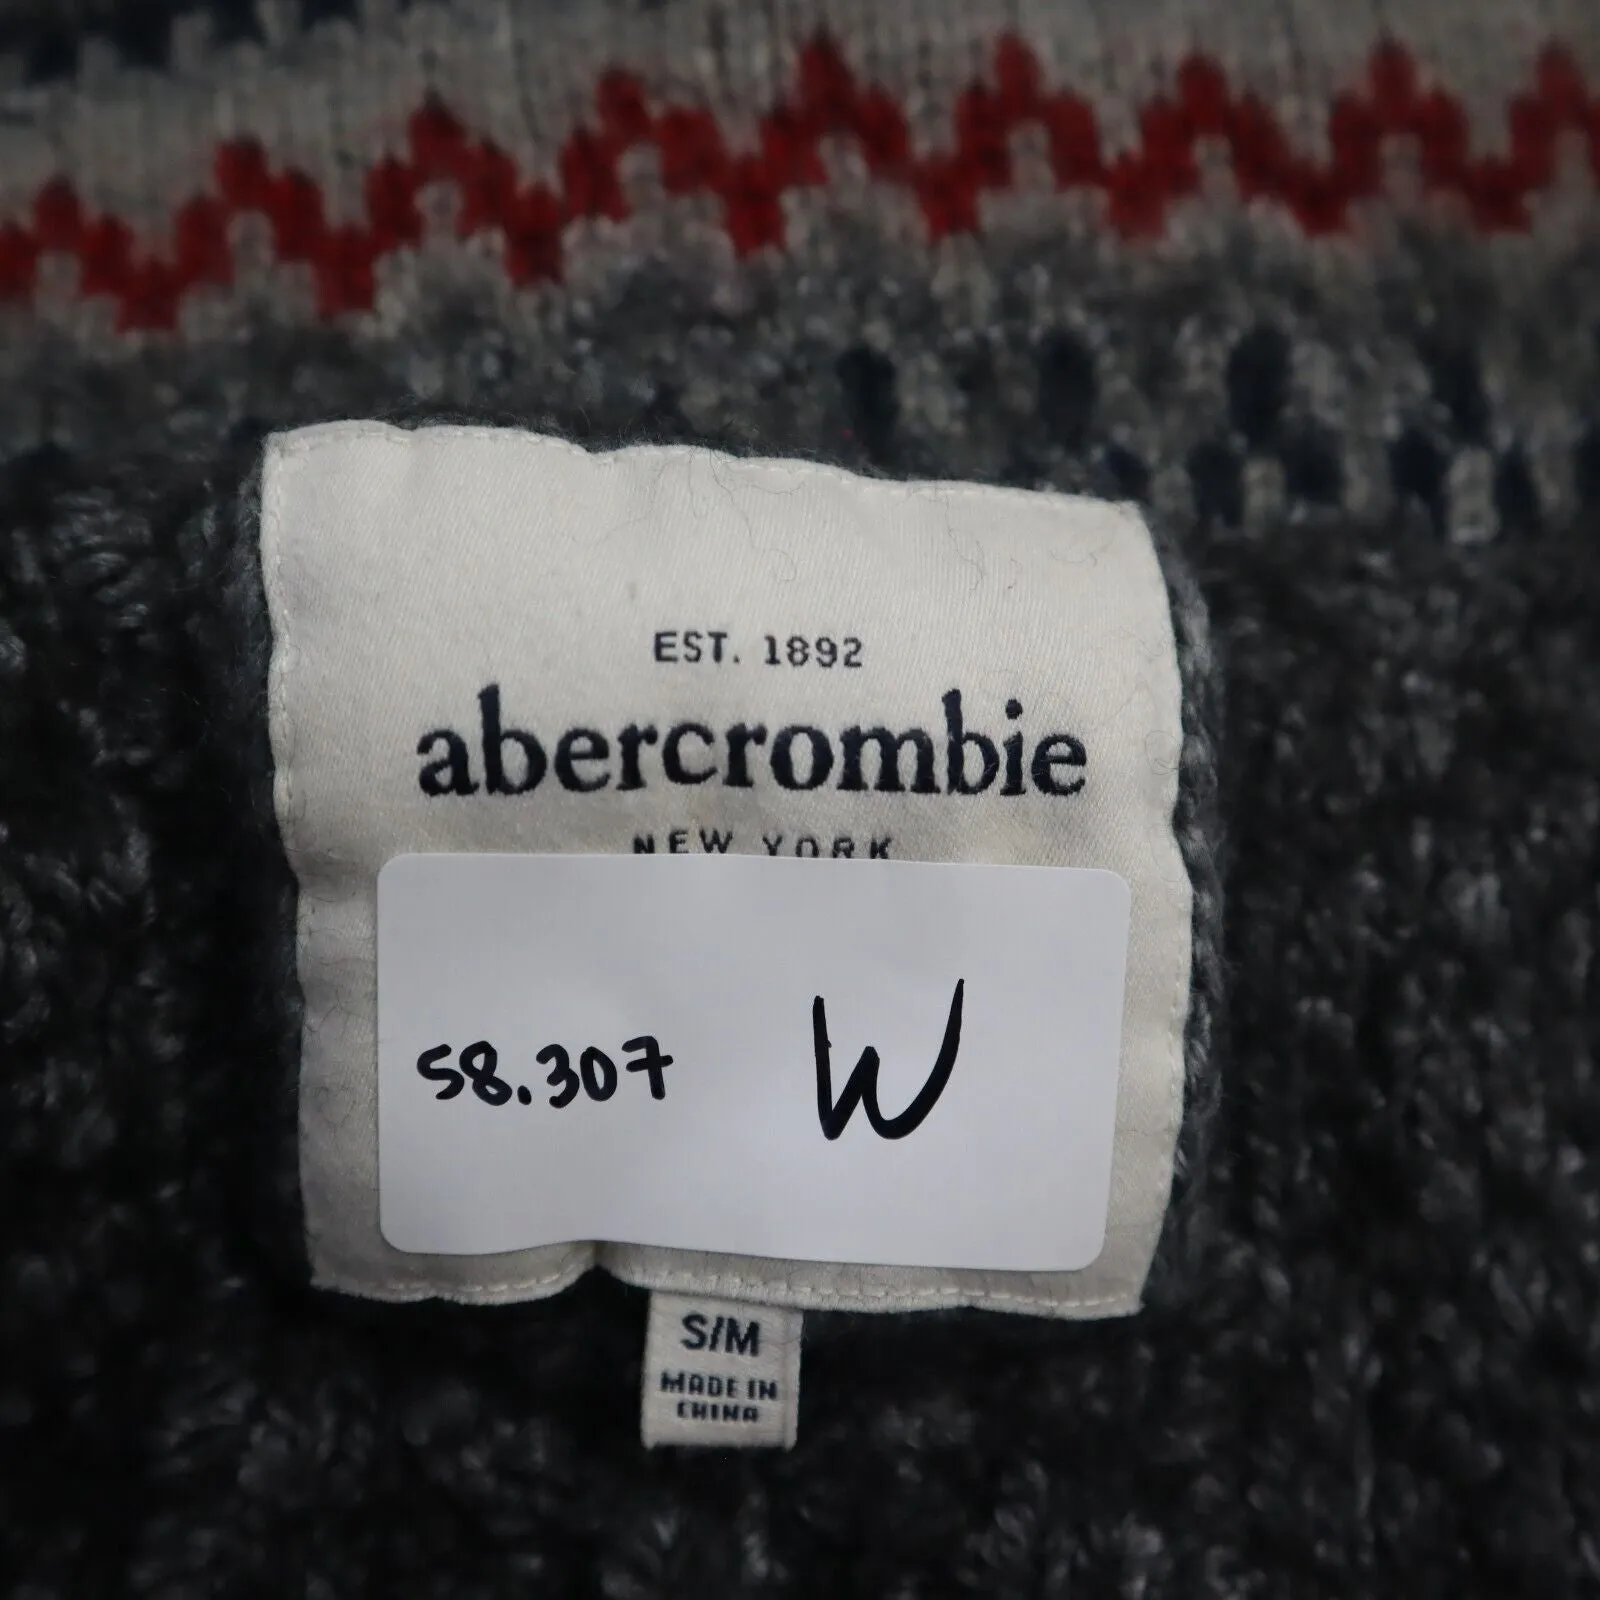 EST. 1892
abercrombie
NEW YORK
58.307 W
S/M
MADE IN
CHINA